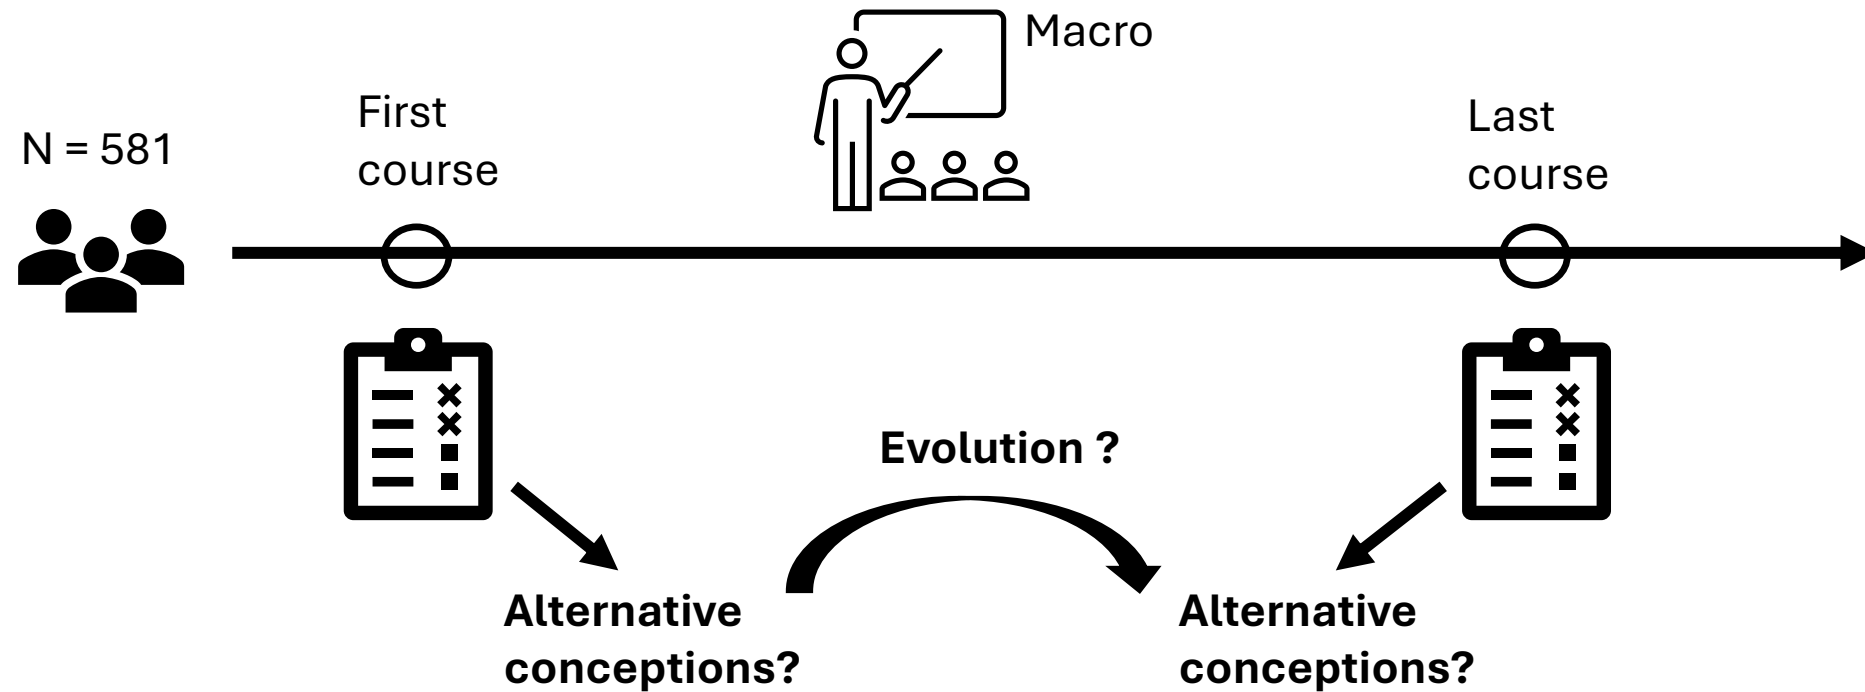 Macro
First
course
Last
course
N = 581
Evolution ?
Alternative
conceptions?
Alternative
conceptions?